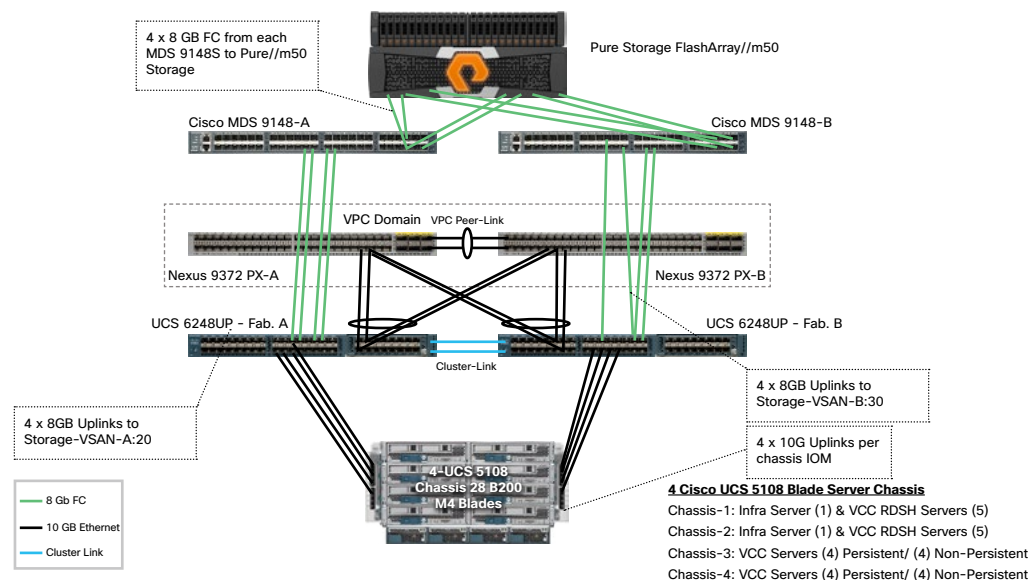 4 x 8 GB FC from each
MDS 9148S to Pure//m50
Storage
Pure Storage FlashArray//m50
Cisco MDS 9148-A
Cisco MDS 9148-B
VPC Domain
VPC Peer-Link
Nexus 9372 PX-A
Nexus 9372 PX-B
UCS 6248UP - Fab. A
UCS 6248UP - Fab. B
Cluster-Link
4 x 8GB Uplinks to
Storage-VSAN-A:20
4 x 8GB Uplinks to
Storage-VSAN-B:30
4 x 10G Uplinks per
chassis IOM
4-UCS 5108
Chassis 28 B200
M4 Blades
8 Gb FC
10 GB Ethernet
Cluster Link
4 Cisco UCS 5108 Blade Server Chassis
Chassis-1: Infra Server (1) & VCC RDSH Servers (5)
Chassis-2: Infra Server (1) & VCC RDSH Servers (5)
Chassis-3: VCC Servers (4) Persistent/ (4) Non-Persistent
Chassis-4: VCC Servers (4) Persistent/ (4) Non-Persistent